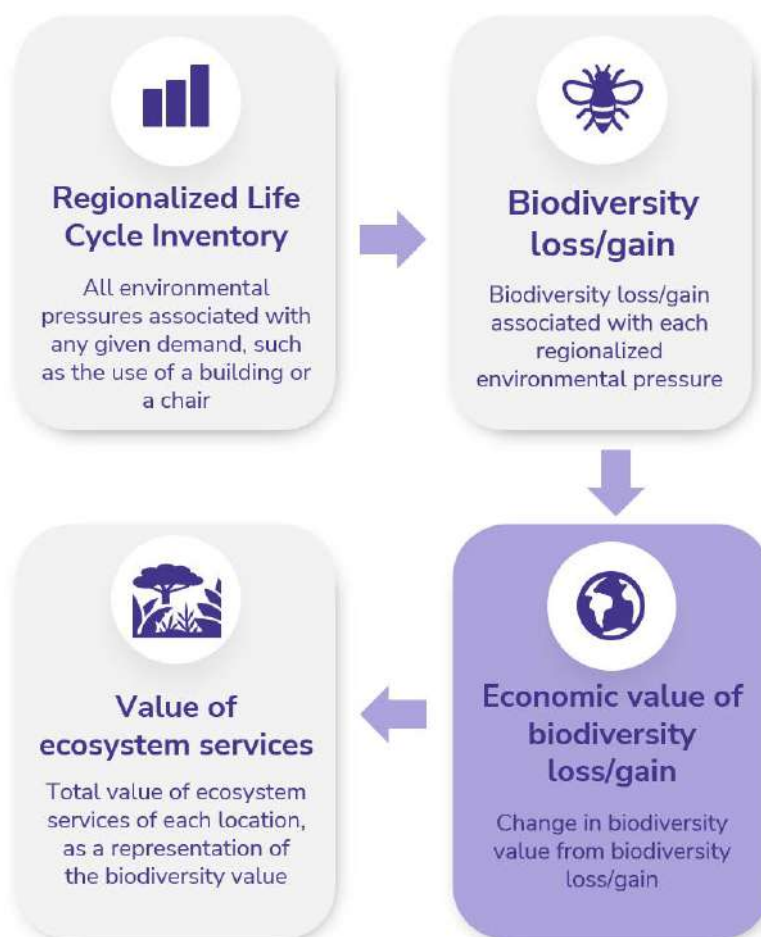 Regionalized Life
Cycle Inventory
All environmental
pressures associated with
any given demand, such
as the use of a building or
a chair
Biodiversity
loss/gain
Biodiversity loss/gain
associated with each
regionalized
environmental pressure
Economic value of
biodiversity
loss/gain
Change in biodiversity
value from biodiversity
loss/gain
Value of
ecosystem services
Total value of ecosystem
services of each location,
as a representation of
the biodiversity value